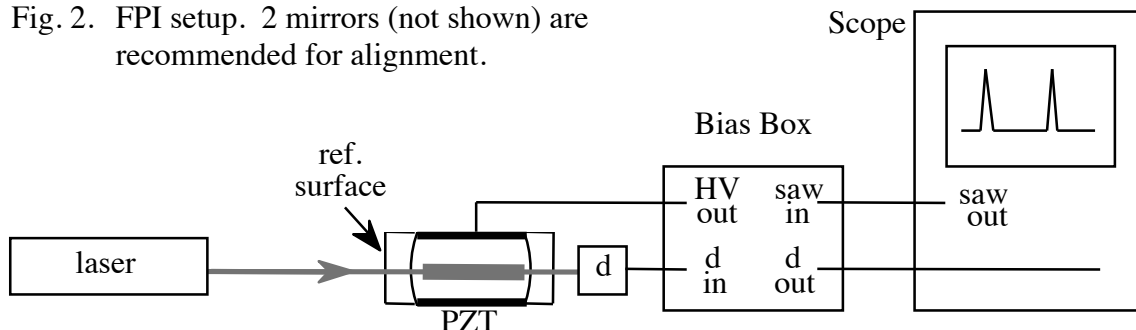 Fig. 2. FPI setup. 2 mirrors (not shown) are
recommended for alignment.
Scope
Bias Box
ref.
surface
HV
out
saw
in
saw
out
laser
d
d
in
d
out
PZT